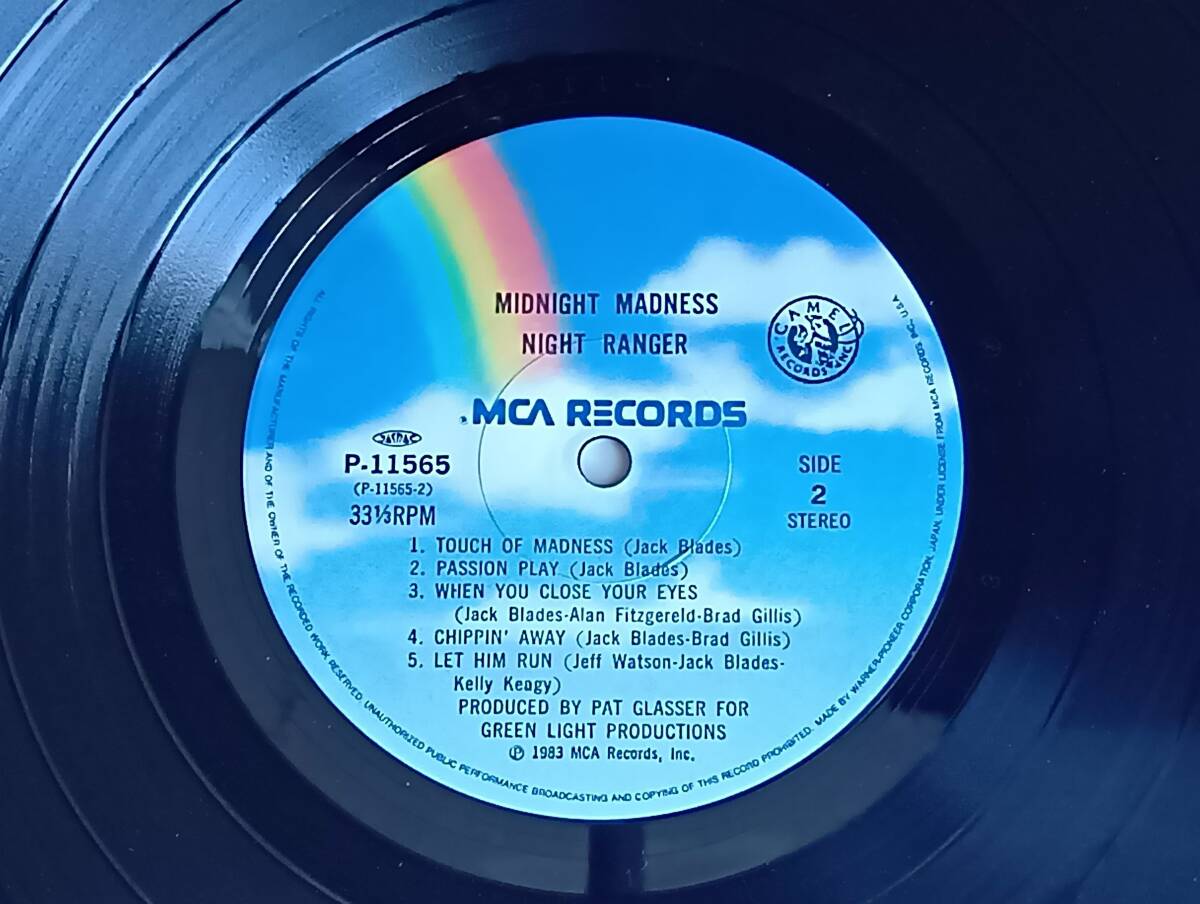 MIDNIGHT MADNESS
NIGHT RANGER
CAMEL
RECORDS, INC.
MCA RECORDS
JASRAC
P-11565
(P-11565-2)
33⅓RPM
SIDE
2
STEREO
1. TOUCH OF MADNESS (Jack Blades)
2. PASSION PLAY (Jack Blades)
3. WHEN YOU CLOSE YOUR EYES
(Jack Blades-Alan Fitzgereld-Brad Gillis)
4. CHIPPIN' AWAY (Jack Blades-Brad Gillis)
5. LET HIM RUN (Jeff Watson-Jack Blades-
Kelly Keagy)
PRODUCED BY PAT GLASSER FOR
GREEN LIGHT PRODUCTIONS
Ⓟ 1983 MCA Records, Inc.
ALL RIGHTS OF THE MANUFACTURER AND OF THE OWNER OF THE RECORDED WORK RESERVED. UNAUTHORIZED PUBLIC PERFORMANCE BROADCASTING AND COPYING OF THIS RECORD PROHIBITED. MADE BY WARNER-PIONEER CORPORATION, JAPAN, UNDER LICENSE FROM MCA RECORDS INC., U.S.A.